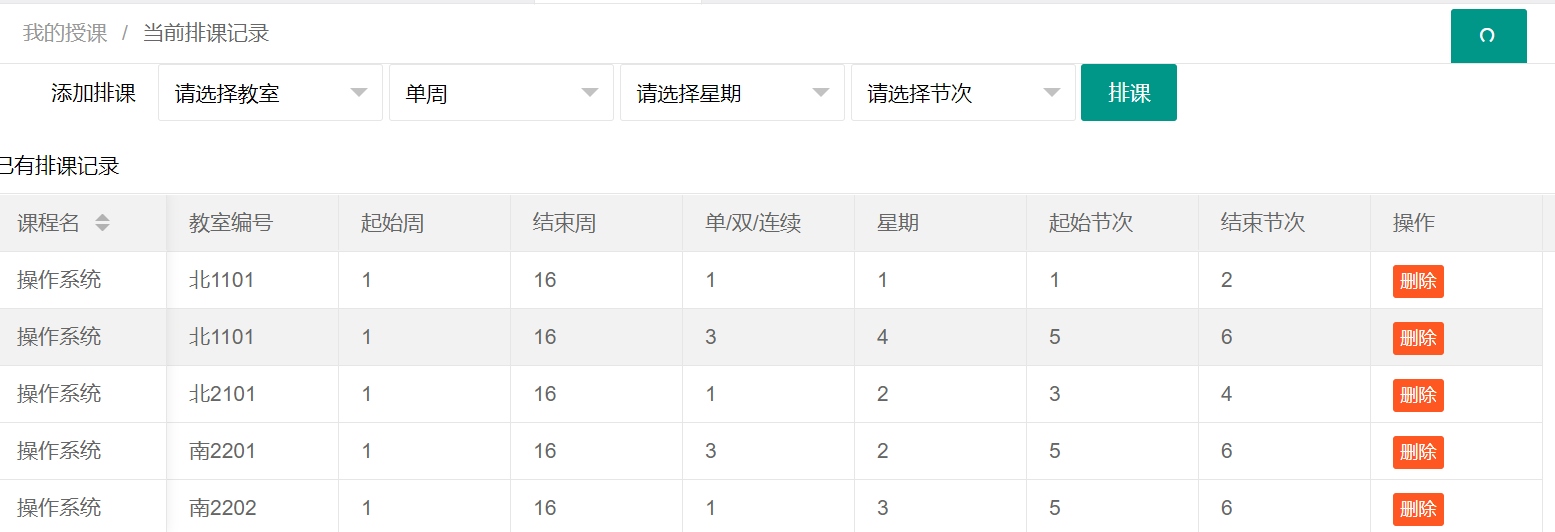 我的授课 / 当前排课记录
添加排课 请选择教室 单周 请选择星期 请选择节次 排课
已有排课记录
课程名 教室编号 起始周 结束周 单/双/连续 星期 起始节次 结束节次 操作
操作系统 北1101 1 16 1 1 1 2 删除
操作系统 北1101 1 16 3 4 5 6 删除
操作系统 北2101 1 16 1 2 3 4 删除
操作系统 南2201 1 16 3 2 5 6 删除
操作系统 南2202 1 16 1 3 5 6 删除